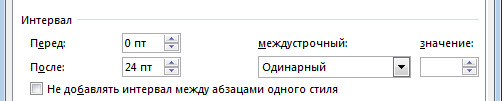 Интервал
Перед: 0 пт междустрочный: значение:
После: 24 пт Одинарный
Не добавлять интервал между абзацами одного стиля